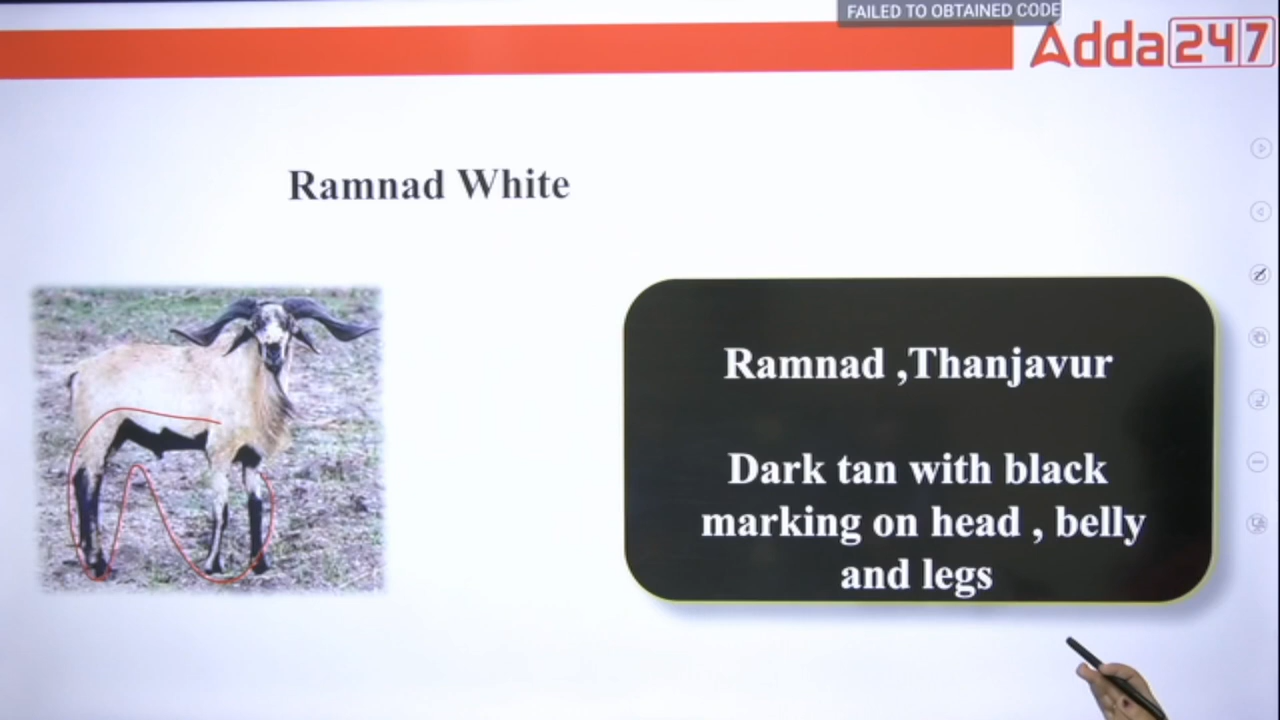 FAILED TO OBTAINED CODE
Adda247
Ramnad White
Ramnad ,Thanjavur
Dark tan with black
marking on head , belly
and legs